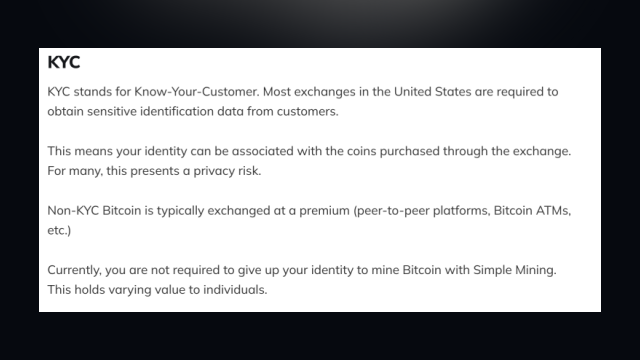 KYC
KYC stands for Know-Your-Customer. Most exchanges in the United States are required to
obtain sensitive identification data from customers.
This means your identity can be associated with the coins purchased through the exchange.
For many, this presents a privacy risk.
Non-KYC Bitcoin is typically exchanged at a premium (peer-to-peer platforms, Bitcoin ATMs,
etc.)
Currently, you are not required to give up your identity to mine Bitcoin with Simple Mining.
This holds varying value to individuals.